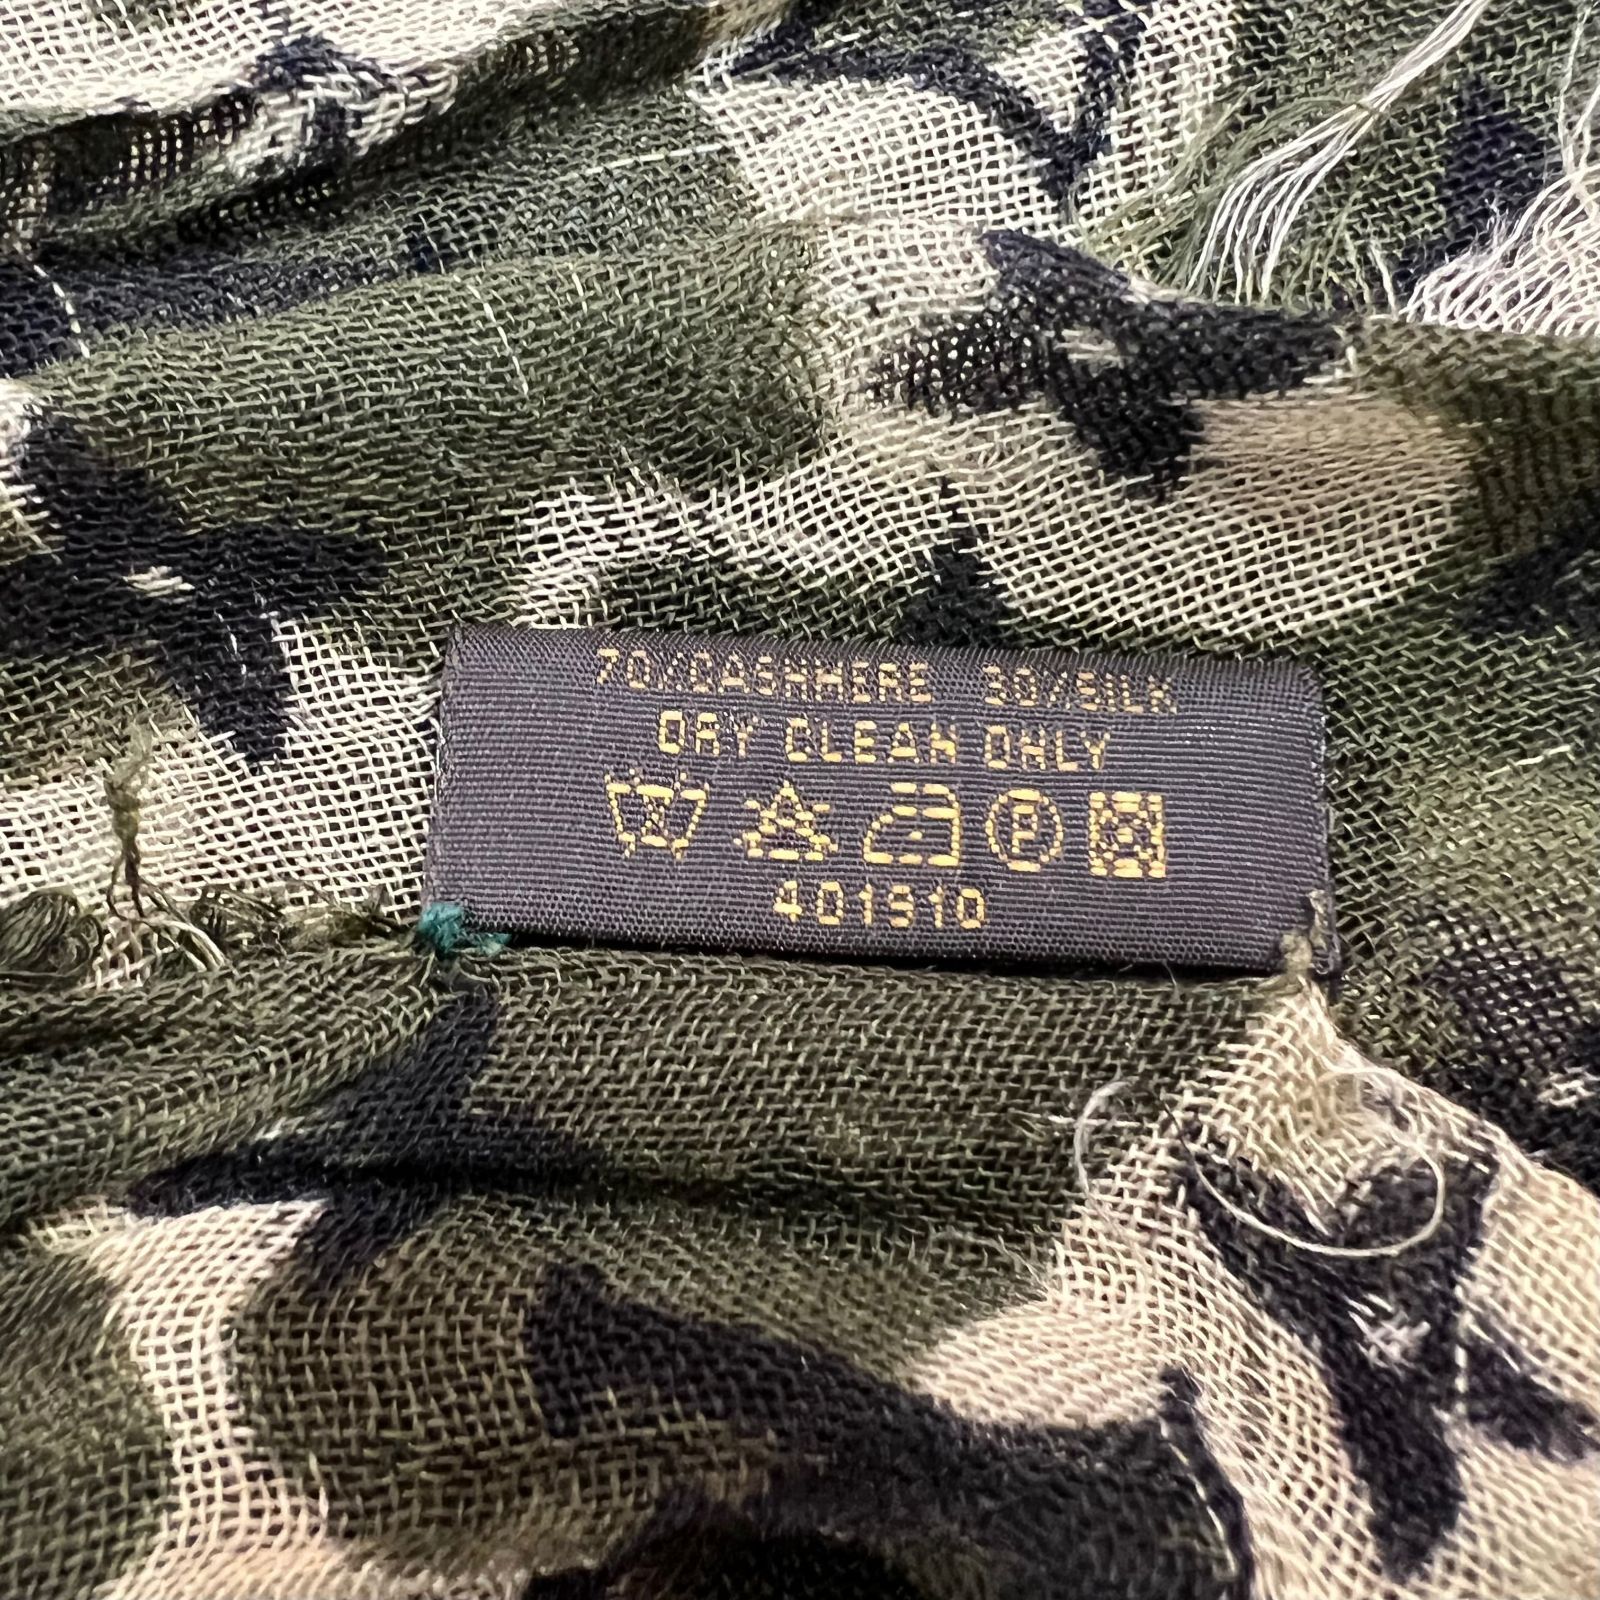 70% CASHMERE 30% SILK
DRY CLEAN ONLY
P
401910